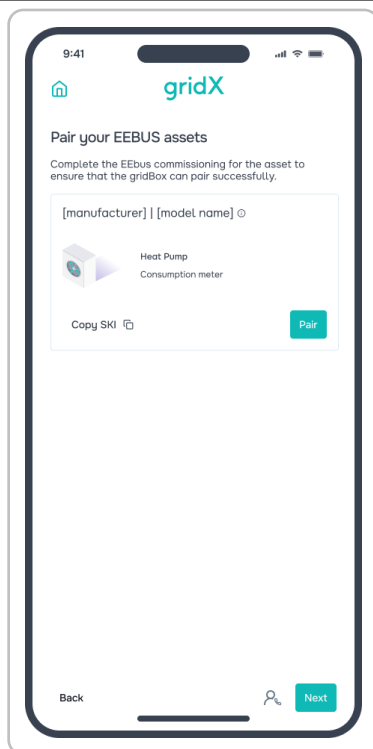 9:41
gridX
Pair your EEBUS assets
Complete the EEbus commissioning for the asset to
ensure that the gridBox can pair successfully.
[manufacturer] | [model name]
Heat Pump
Consumption meter
Copy SKI
Pair
Back
Next